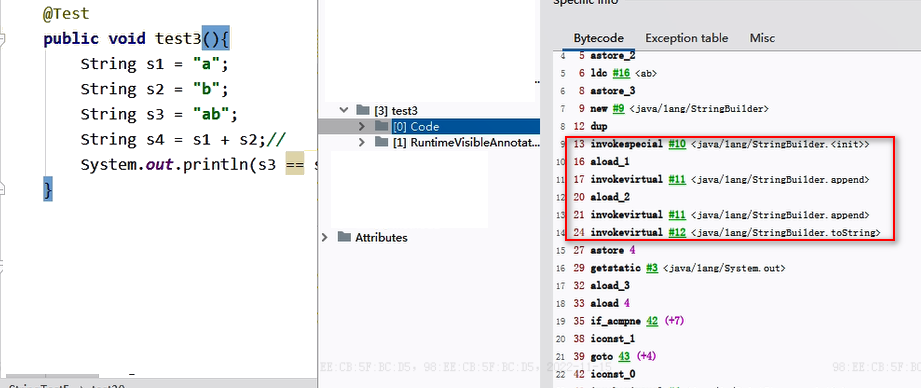 @Test
public void test3(){
String s1 = "a";
String s2 = "b";
String s3 = "ab";
String s4 = s1 + s2;//
System.out.println(s3 == s
}
[3] test3
[0] Code
[1] RuntimeVisibleAnnotat...
Attributes
Specific info
Bytecode Exception table Misc
4 5 astore_2
5 6 ldc #16 <ab>
6 8 astore_3
7 9 new #9 <java/lang/StringBuilder>
8 12 dup
9 13 invokespecial #10 <java/lang/StringBuilder.<init>>
10 16 aload_1
11 17 invokevirtual #11 <java/lang/StringBuilder.append>
12 20 aload_2
13 21 invokevirtual #11 <java/lang/StringBuilder.append>
14 24 invokevirtual #12 <java/lang/StringBuilder.toString>
15 27 astore 4
16 29 getstatic #3 <java/lang/System.out>
17 32 aload_3
18 33 aload 4
19 35 if_acmpne 42 (+7)
20 38 iconst_1
21 39 goto 43 (+4)
22 42 iconst_0